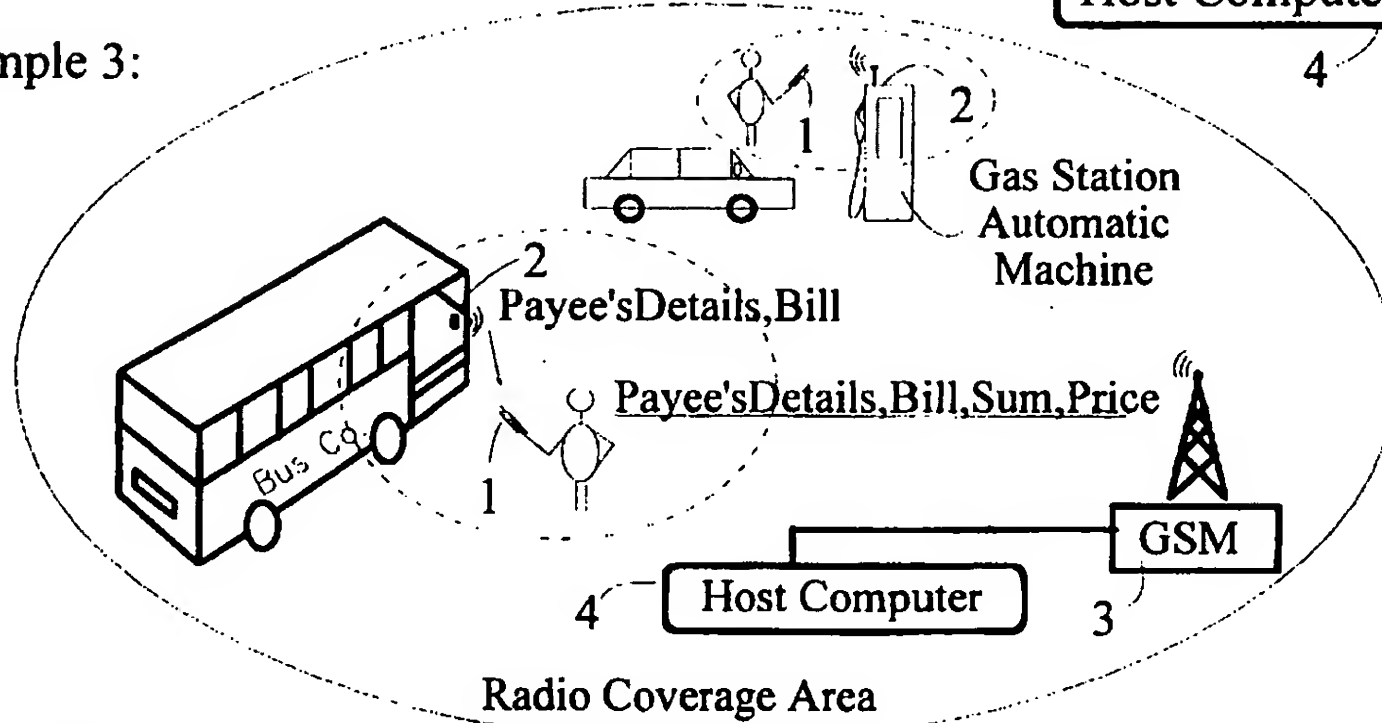 Host Compute
4
mple 3:
1
2
Gas Station
Automatic
Machine
2
Payee'sDetails,Bill
Payee'sDetails,Bill,Sum,Price
Bus Co.
1
GSM
4
Host Computer
3
Radio Coverage Area